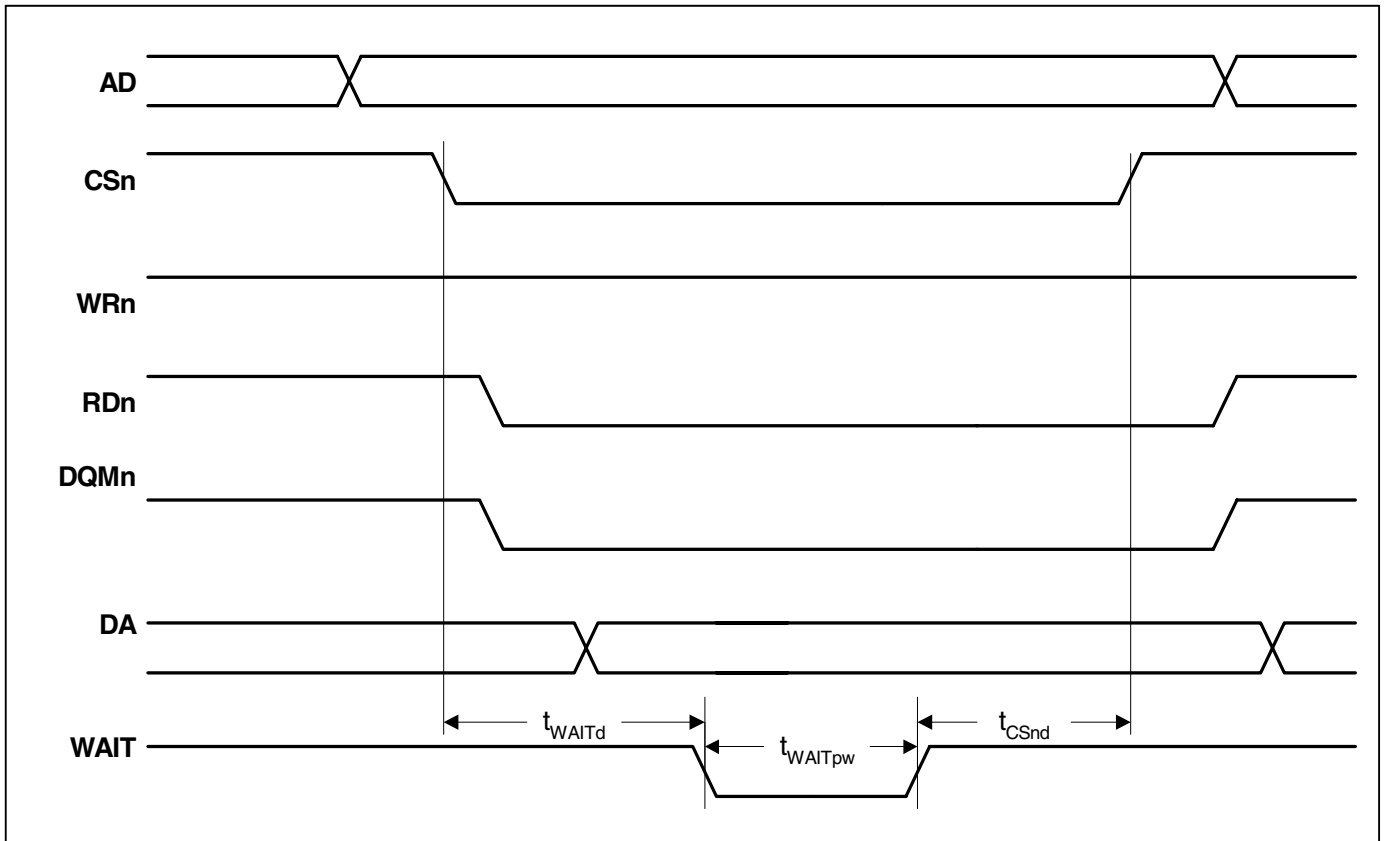 AD
CSn
WRn
RDn
DQMn
DA
WAIT
tWAITd
tWAITpw
tCSnd